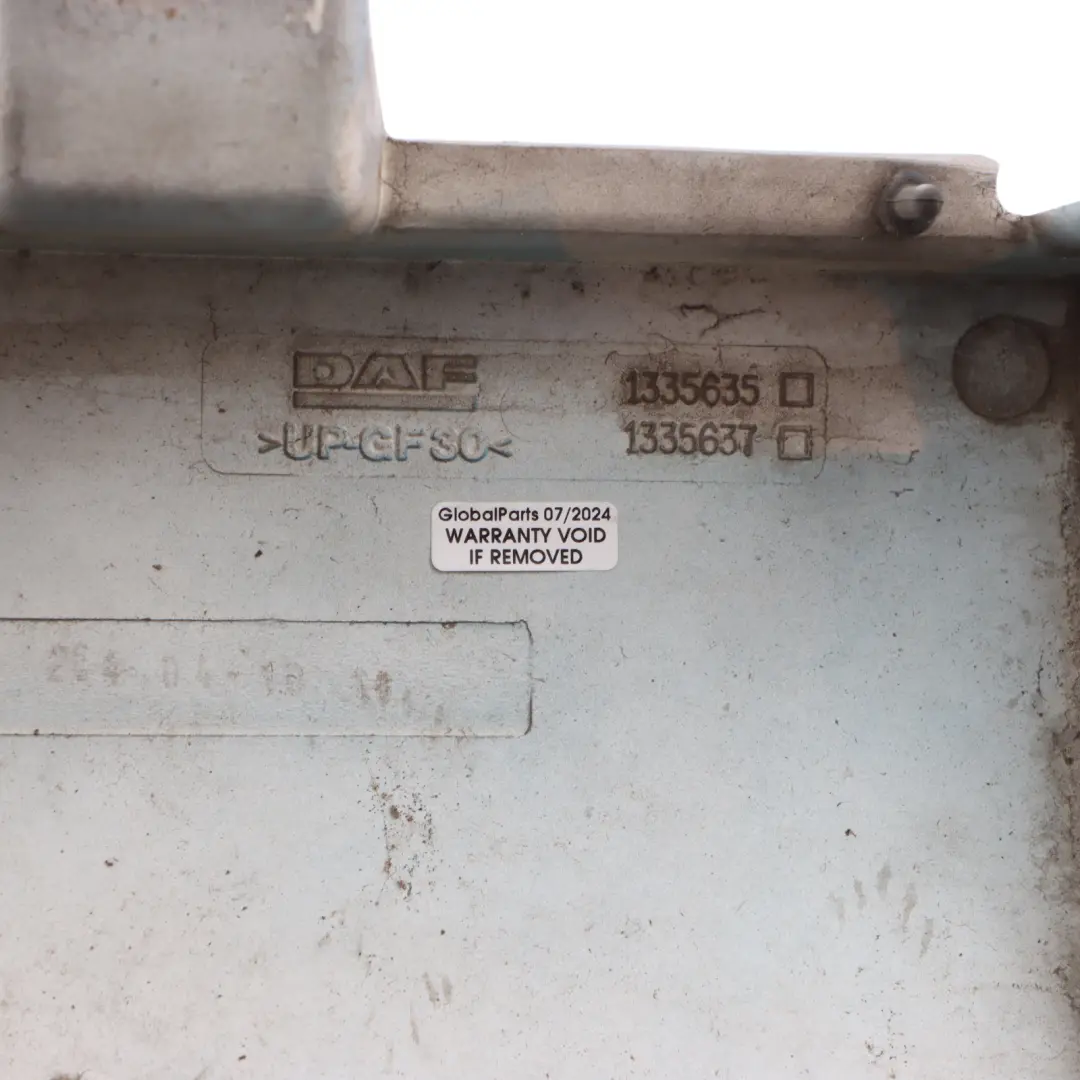 DAF
>UP-GF30<
1335635
1335637
GlobalParts 07/2024
WARRANTY VOID
IF REMOVED